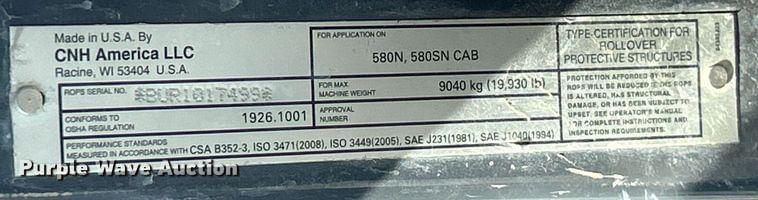 Made in U.S.A. By
CNH America LLC
Racine, WI 53404 U.S.A.
FOR APPLICATION ON
580N, 580SN CAB
TYPE-CERTIFICATION FOR
ROLLOVER
PROTECTIVE STRUCTURES
ROPS SERIAL NO.
*BUR1017499*
FOR MAX
MACHINE WEIGHT
9040 kg (19,930 lb)
PROTECTION AFFORDED BY THIS
ROPS WILL BE REDUCED IF THIS ROPS
IS ALTERED, HAS STRUCTURAL
DAMAGE, OR HAS BEEN SUBJECT TO
UPSET. SEE OPERATOR'S MANUAL
FOR COMPLETE INSTRUCTIONS AND
INSPECTION REQUIREMENTS.
CONFORMS TO
OSHA REGULATION
1926.1001
APPROVAL
NUMBER
PERFORMANCE STANDARDS
MEASURED IN ACCORDANCE WITH CSA B352-3, ISO 3471(2008), ISO 3449(2005), SAE J231(1981), SAE J1040(1994)
Purple Wave Auction